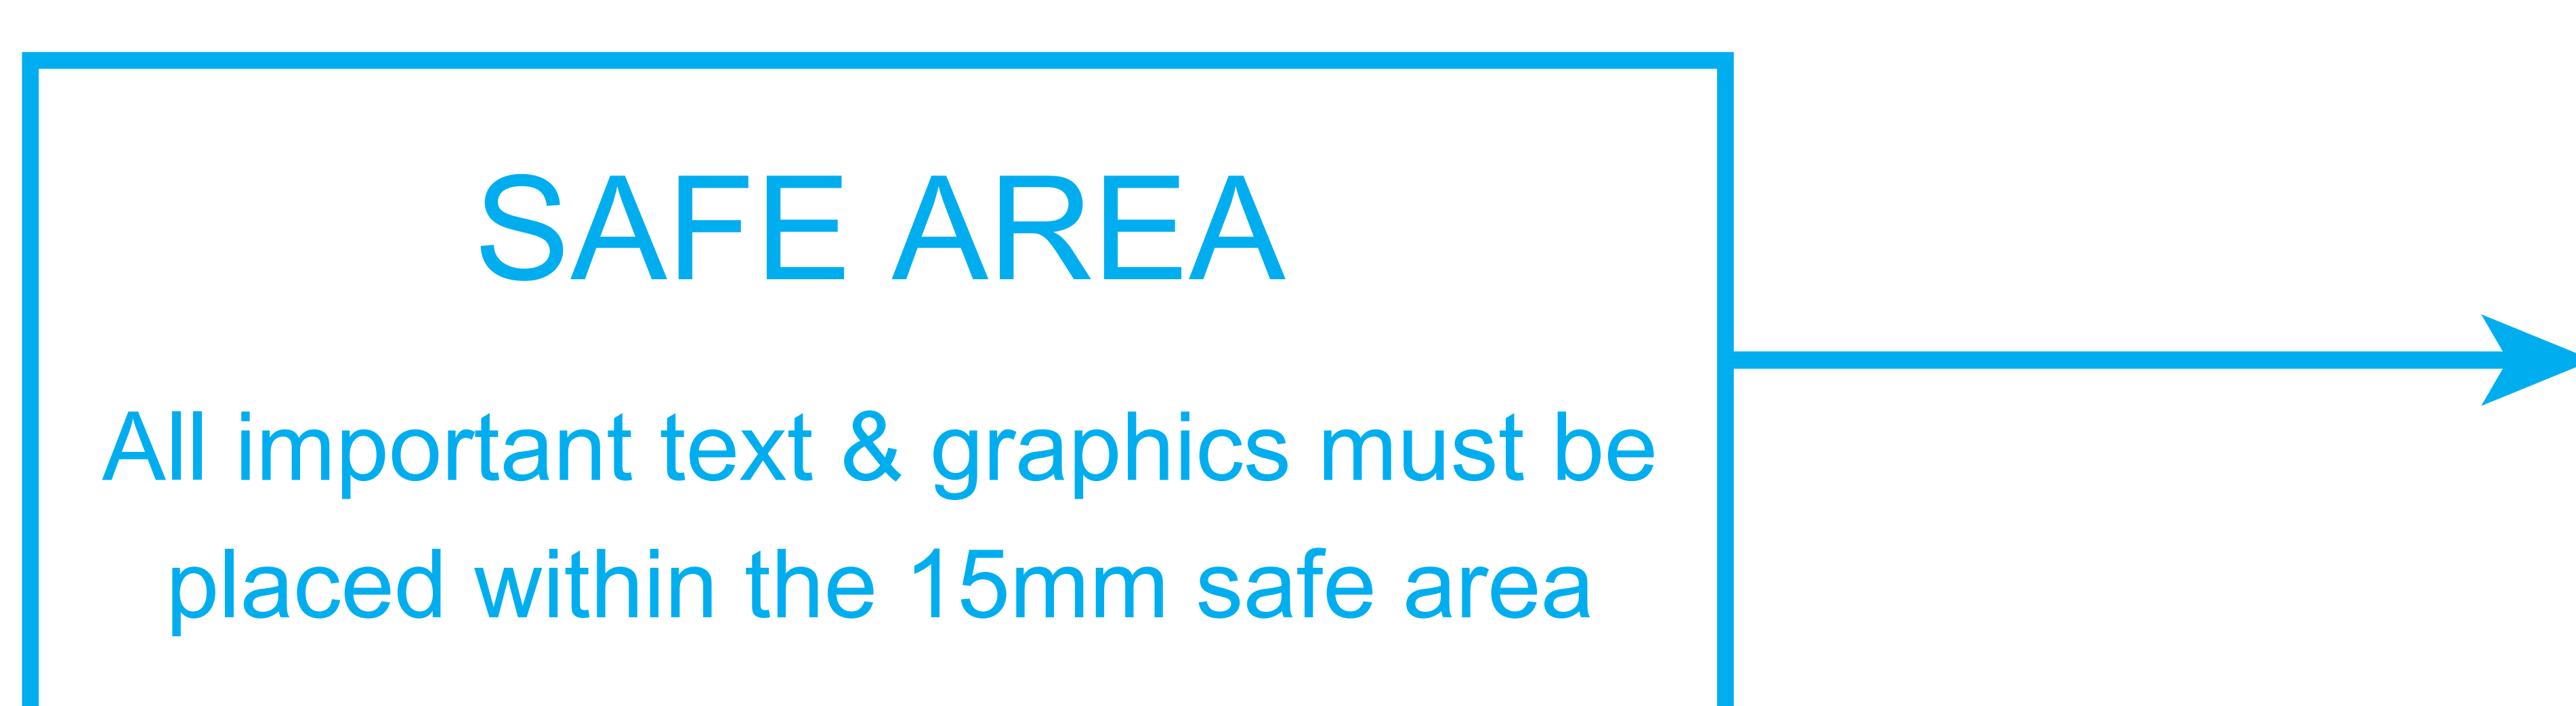 SAFE AREA
All important text & graphics must be
placed within the 15mm safe area